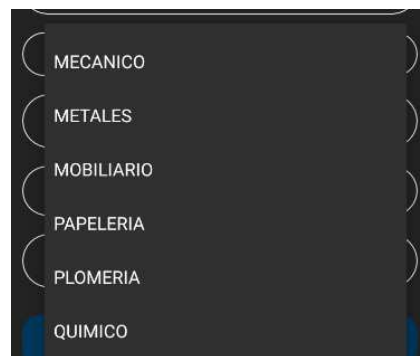 MECANICO
METALES
MOBILIARIO
PAPELERIA
PLOMERIA
QUIMICO